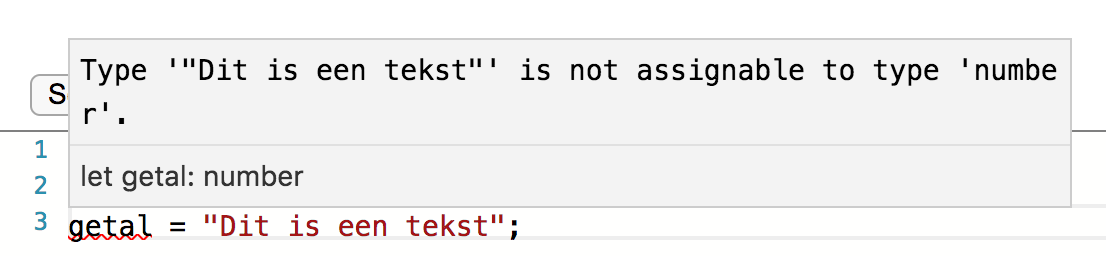 Type '"Dit is een tekst"' is not assignable to type 'numbe
r'.
S
let getal: number
1
2
3 getal = "Dit is een tekst";